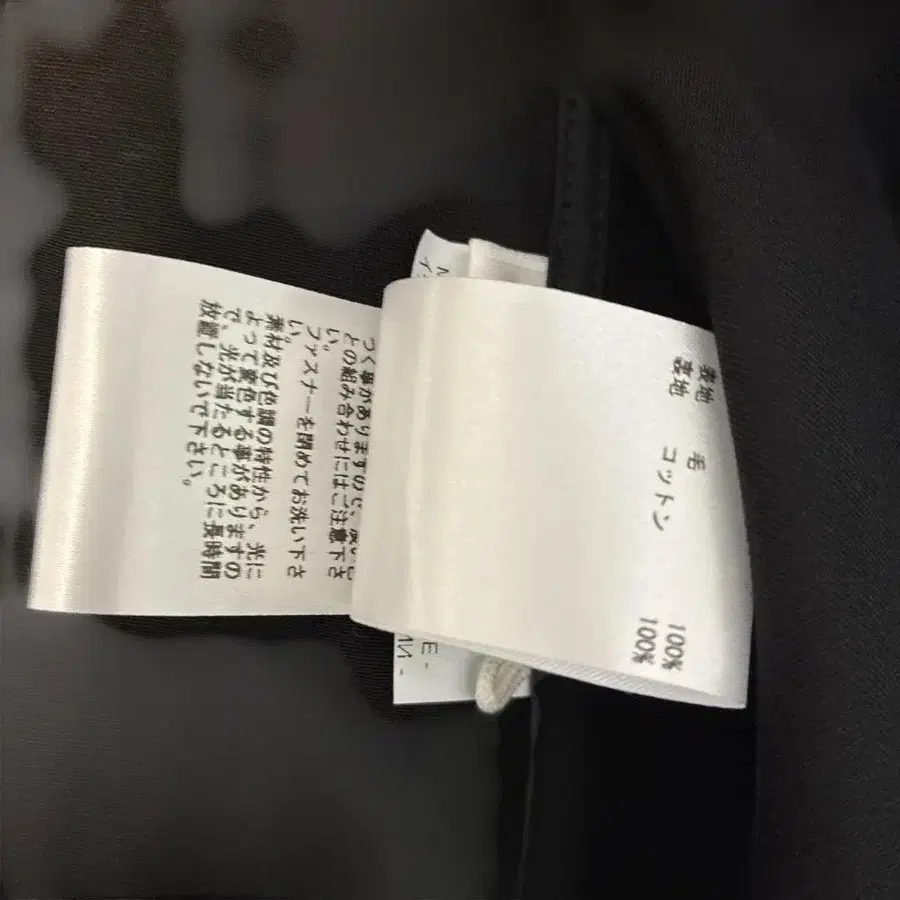 表地 毛 100%
裏地 コットン 100%
つく事がありますので、
との組み合わせにはご注意下さ
い。
ファスナーを閉めてお洗い下さ
い。
素材及び色調の特性から、光に
よって変色する事がありますの
で、光が当たるところに長時間
放置しないで下さい。